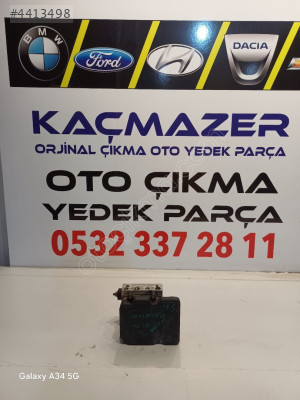 #4413498
BMW
Ford
DACIA
KAÇMAZER
ORJİNAL ÇIKMA OTO YEDEK PARÇA
OTO ÇIKMA
YEDEK PARÇA
0532 337 28 11
Galaxy A34 5G